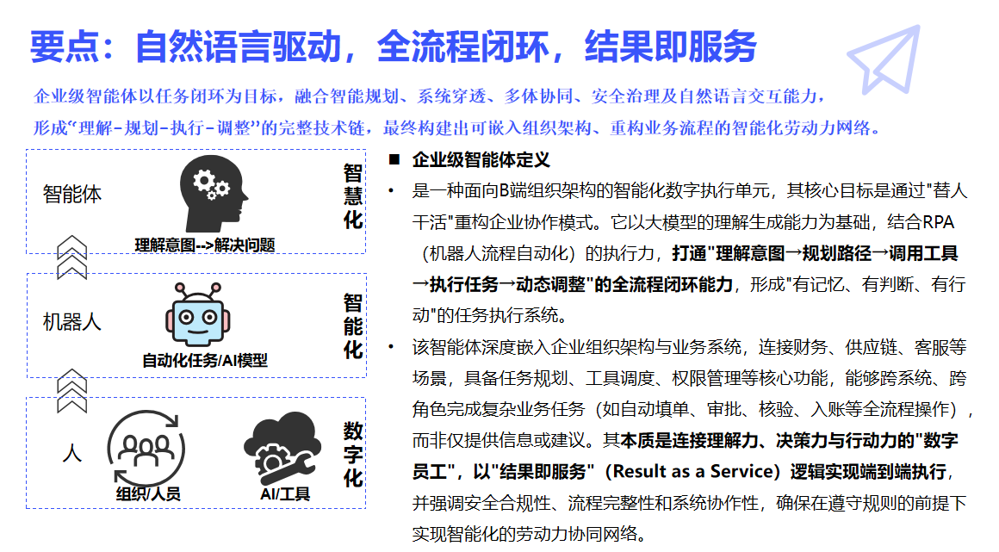 要点：自然语言驱动，全流程闭环，结果即服务
企业级智能体以任务闭环为目标，融合智能规划、系统穿透、多体协同、安全治理及自然语言交互能力，
形成“理解-规划-执行-调整”的完整技术链，最终构建出可嵌入组织架构、重构业务流程的智能化劳动力网络。
智能体
理解意图-->解决问题
智慧化
机器人
自动化任务/AI模型
智能化
人
组织/人员
AI/工具
数字化
■ 企业级智能体定义
• 是一种面向B端组织架构的智能化数字执行单元，其核心目标是通过"替人
干活"重构企业协作模式。它以大模型的理解生成能力为基础，结合RPA
（机器人流程自动化）的执行力，打通"理解意图→规划路径→调用工具
→执行任务→动态调整"的全流程闭环能力，形成"有记忆、有判断、有行
动"的任务执行系统。
• 该智能体深度嵌入企业组织架构与业务系统，连接财务、供应链、客服等
场景，具备任务规划、工具调度、权限管理等核心功能，能够跨系统、跨
角色完成复杂业务任务（如自动填单、审批、核验、入账等全流程操作），
而非仅提供信息或建议。其本质是连接理解力、决策力与行动力的"数字
员工"，以"结果即服务"（Result as a Service）逻辑实现端到端执行，
并强调安全合规性、流程完整性和系统协作性，确保在遵守规则的前提下
实现智能化的劳动力协同网络。